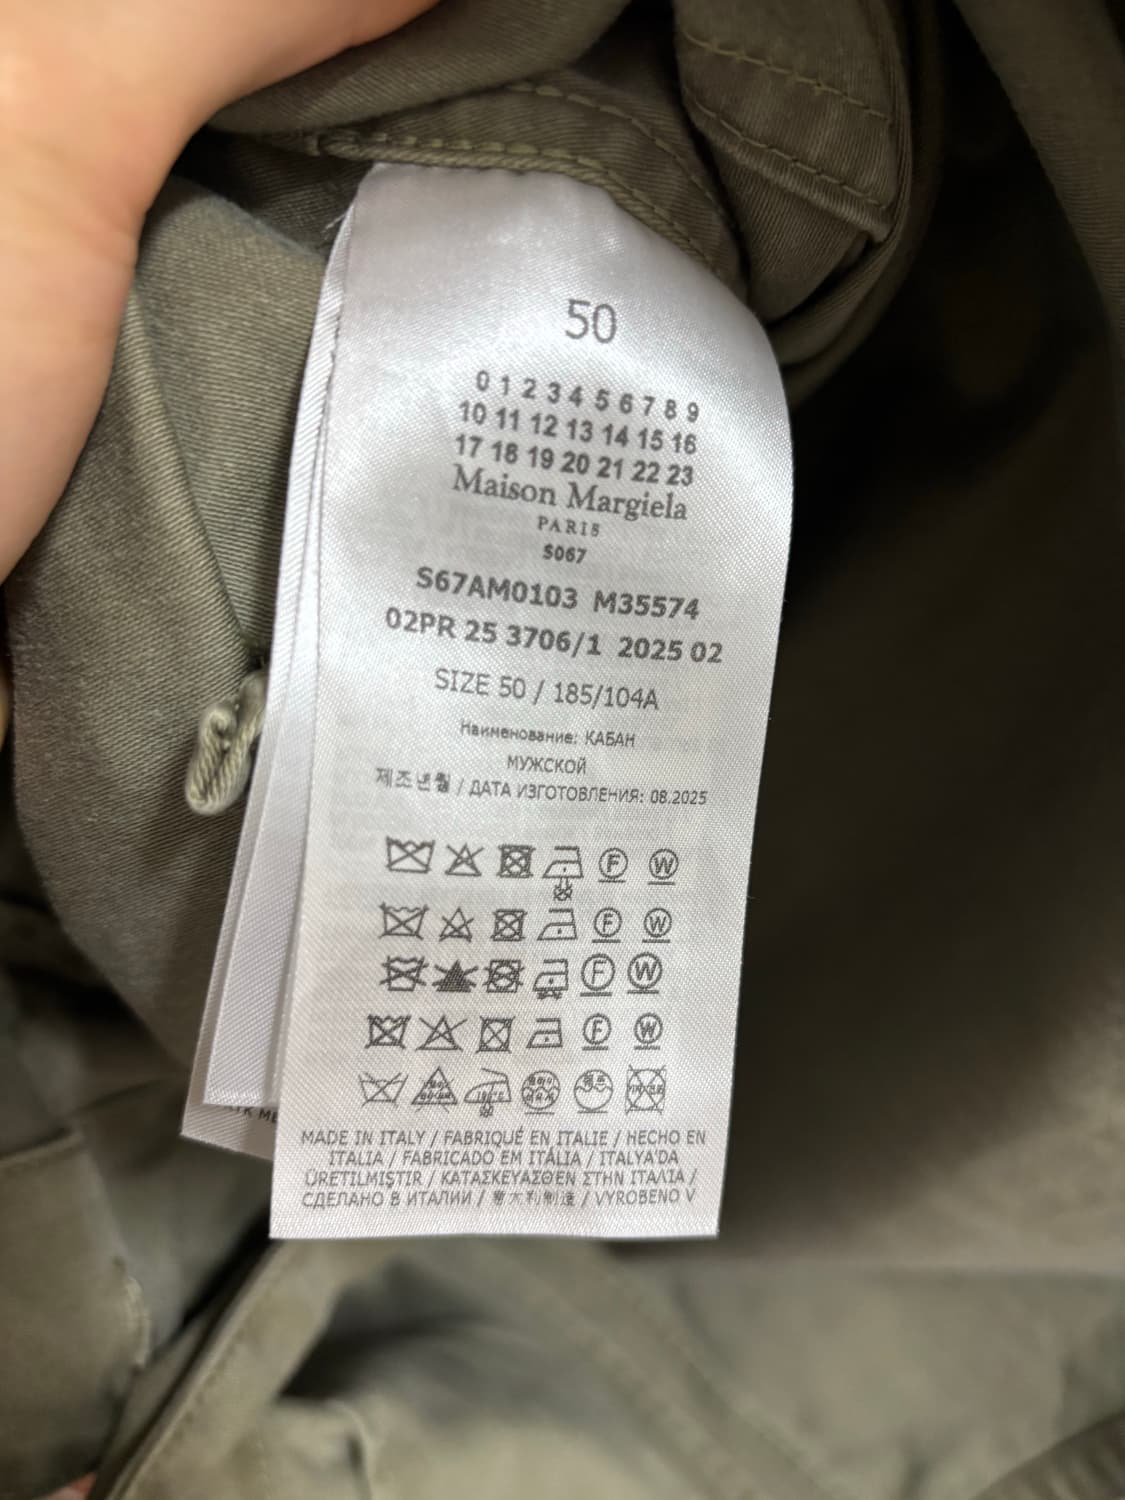 50
0 1 2 3 4 5 6 7 8 9
10 11 12 13 14 15 16
17 18 19 20 21 22 23
Maison Margiela
PARIS
S067
S67AM0103 M35574
02PR 25 3706/1 2025 02
SIZE 50 / 185/104A
Наименование: КАБАН
МУЖСКОЙ
제조년월 / ДАТА ИЗГОТОВЛЕНИЯ: 08.2025
F W
F W
F W
F W
MADE IN ITALY / FABRIQUÉ EN ITALIE / HECHO EN
ITALIA / FABRICADO EM ITÁLIA / ITALYA'DA
ÜRETILMIŞTIR / ΚΑΤΑΣΚΕΥΑΣΘΕΝ ΣΤΗΝ ΙΤΑΛΙΑ /
СДЕЛАНО В ИТАЛИИ / 意大利制造 / VYROBENO V